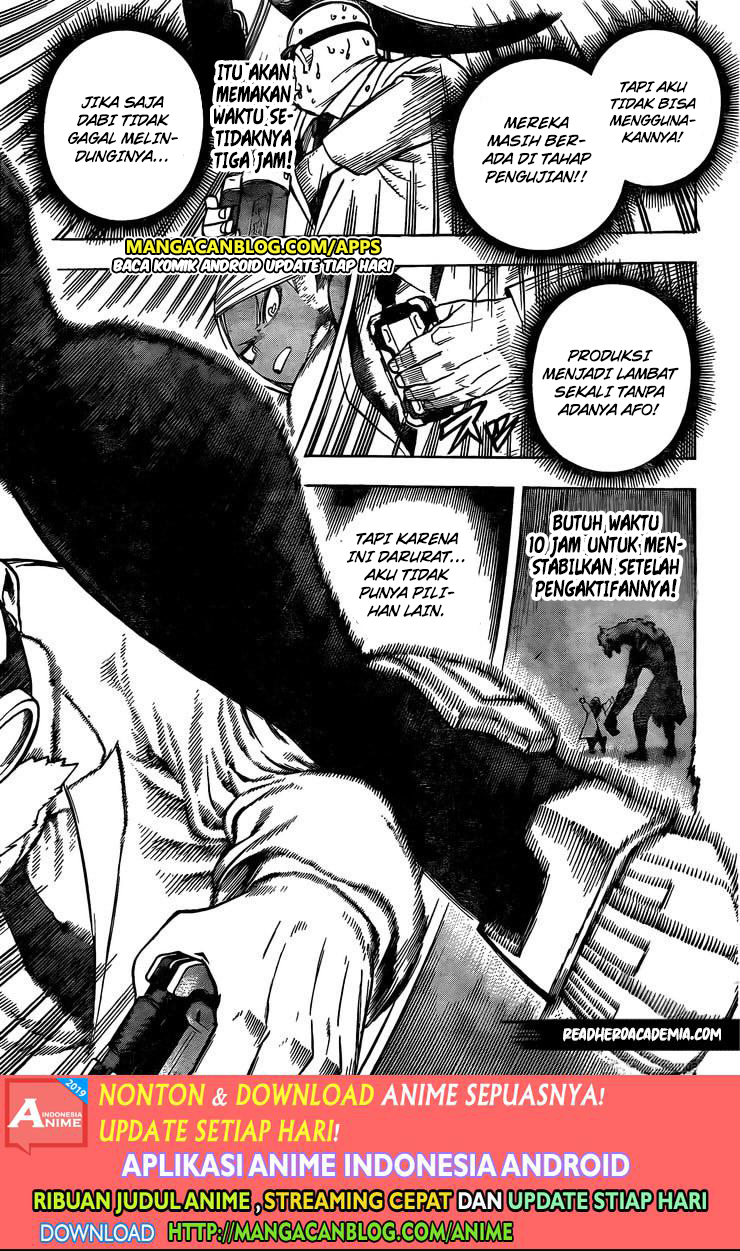 TAPI AKU
TIDAK BISA
MENGGUNA-
KANNYA!
MEREKA
MASIH BER-
ADA DI TAHAP
PENGUJIAN!!
ITU AKAN
MEMAKAN
WAKTU SE-
TIDAKNYA
TIGA JAM!
JIKA SAJA
DABI TIDAK
GAGAL MELIN-
DUNGINYA...
MANGACANBLOG.COM/APPS
BACA KOMIK ANDROID UPDATE TIAP HARI
PRODUKSI
MENJADI LAMBAT
SEKALI TANPA
ADANYA AFO!
BUTUH WAKTU
10 JAM UNTUK MEN-
STABILKAN SETELAH
PENGAKTIFANNYA!
TAPI KARENA
INI DARURAT...
AKU TIDAK
PUNYA PILI-
HAN LAIN.
READHEROACADEMIA.COM
2019
INDONESIA
ANIME
NONTON & DOWNLOAD ANIME SEPUASNYA!
UPDATE SETIAP HARI!
APLIKASI ANIME INDONESIA ANDROID
RIBUAN JUDUL ANIME , STREAMING CEPAT DAN UPDATE STIAP HARI
DOWNLOAD HTTP://MANGACANBLOG.COM/ANIME